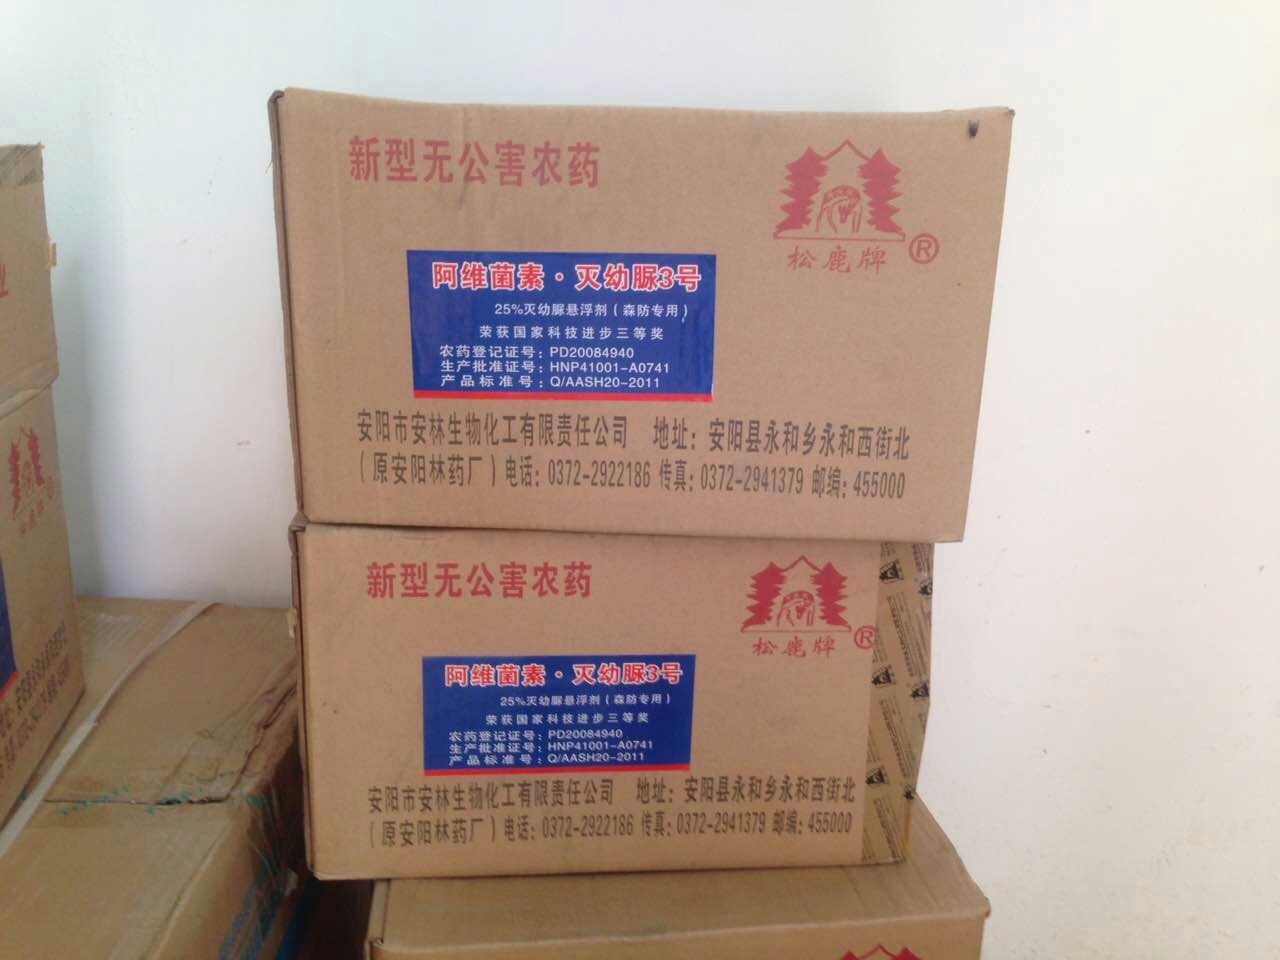 新型无公害农药
松鹿牌®
阿维菌素·灭幼脲3号
25%灭幼脲悬浮剂（森防专用）
荣获国家科技进步三等奖
农药登记证号：PD20084940
生产批准证号：HNP41001-A0741
产品标准号：Q/AASH20-2011
安阳市安林生物化工有限责任公司 地址：安阳县永和乡永和西街北
（原安阳林药厂）电话：0372-2922186 传真：0372-2941379 邮编：455000
新型无公害农药
松鹿牌®
阿维菌素·灭幼脲3号
25%灭幼脲悬浮剂（森防专用）
荣获国家科技进步三等奖
农药登记证号：PD20084940
生产批准证号：HNP41001-A0741
产品标准号：Q/AASH20-2011
安阳市安林生物化工有限责任公司 地址：安阳县永和乡永和西街北
（原安阳林药厂）电话：0372-2922186 传真：0372-2941379 邮编：455000
松鹿牌